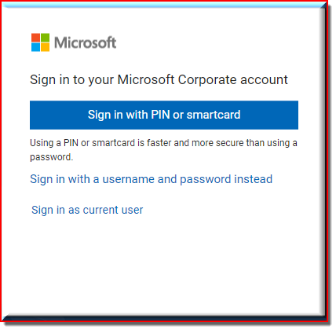 Microsoft
Sign in to your Microsoft Corporate account
Sign in with PIN or smartcard
Using a PIN or smartcard is faster and more secure than using a
password.
Sign in with a username and password instead
Sign in as current user